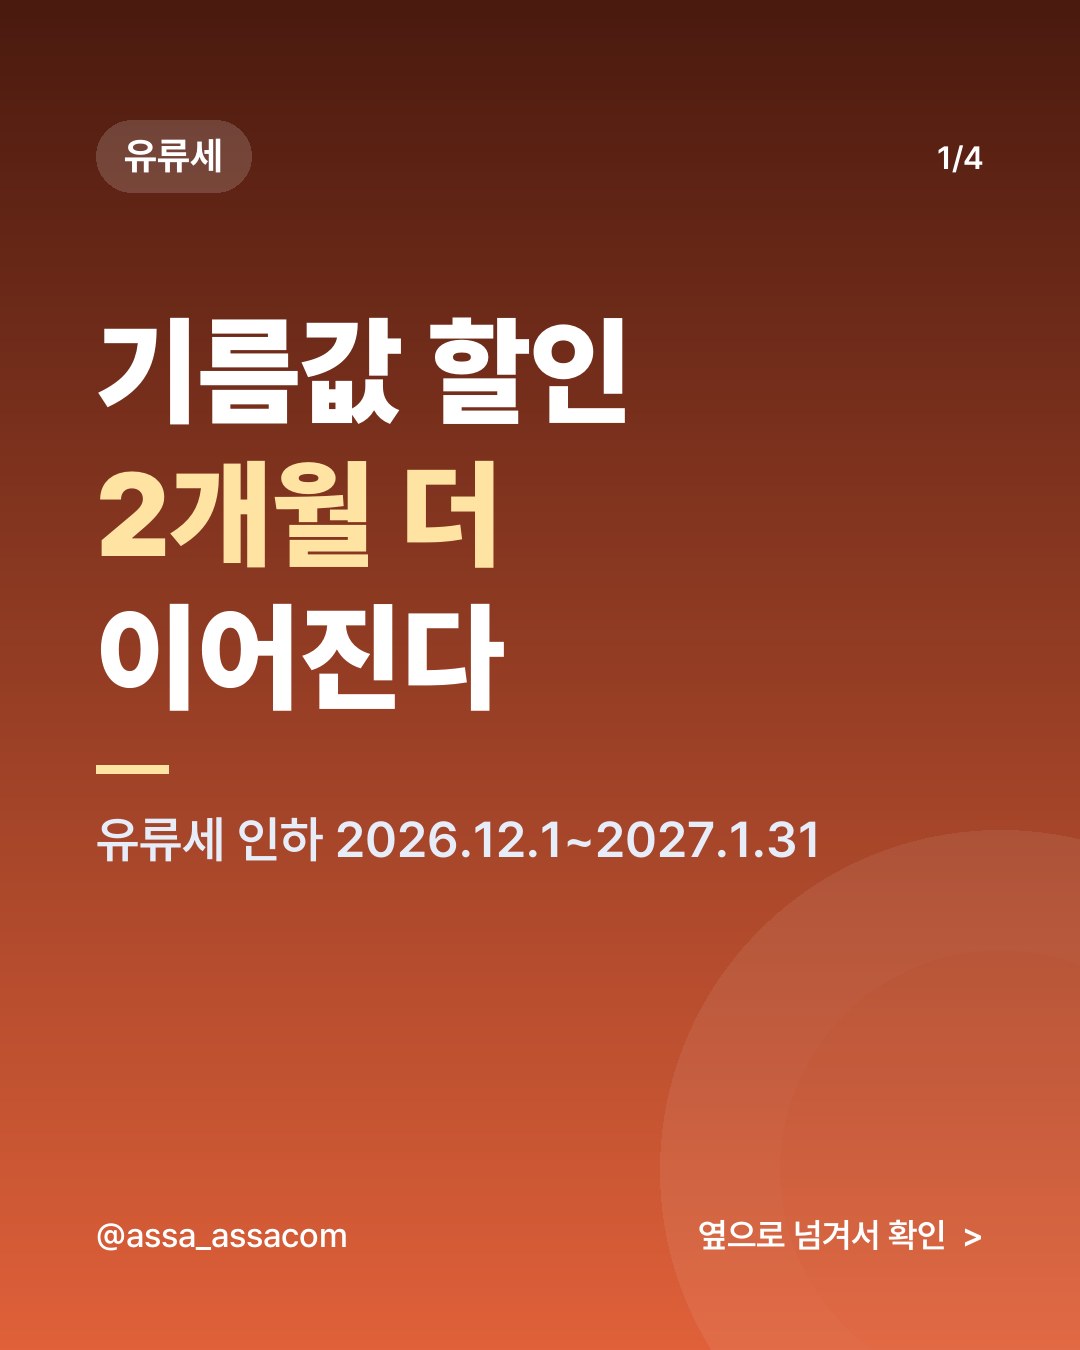 유류세
1/4
기름값 할인
2개월 더
이어진다
유류세 인하 2026.12.1~2027.1.31
@assa_assacom
옆으로 넘겨서 확인 >